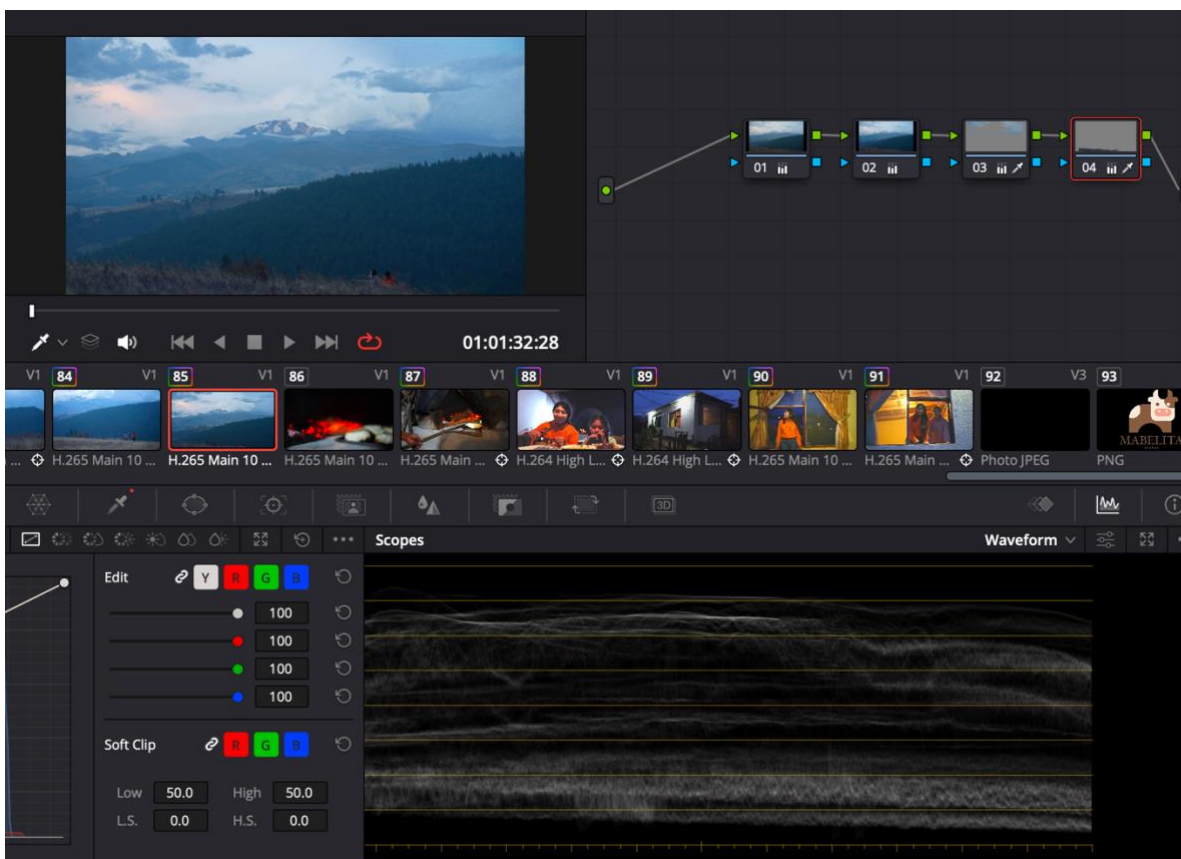 01 02 03 04
01:01:32:28
V1 84 V1 85 V1 86 V1 87 V1 88 V1 89 V1 90 V1 91 V1 92 V3 93
MABELITA
... H.265 Main 10 ... H.265 Main 10 ... H.265 Main 10 ... H.265 Main ... H.264 High L... H.264 High L... H.265 Main 10 ... H.265 Main ... Photo JPEG PNG
3D
Scopes Waveform
Edit Y R G B
100
100
100
100
Soft Clip R G B
Low 50.0 High 50.0
L.S. 0.0 H.S. 0.0